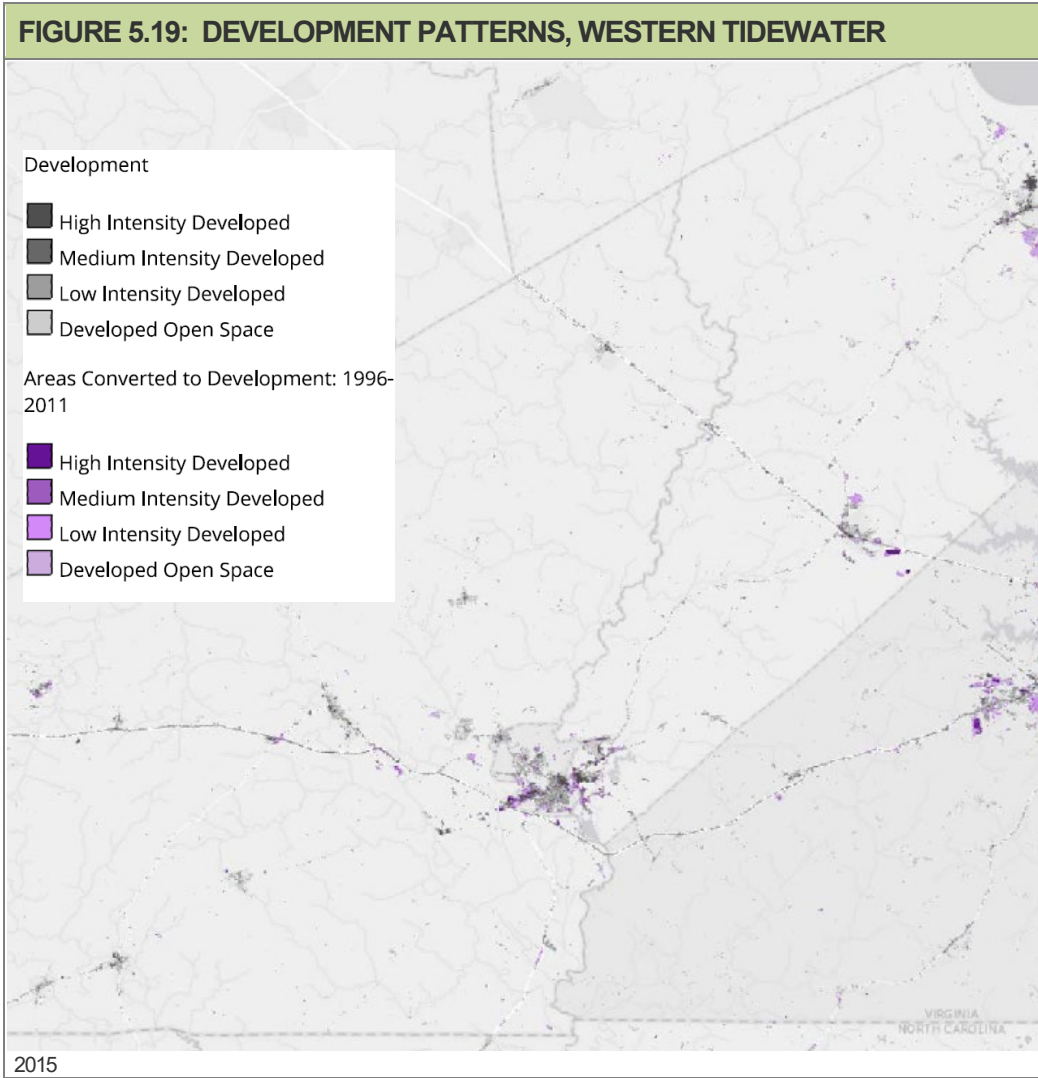 FIGURE 5.19: DEVELOPMENT PATTERNS, WESTERN TIDEWATER
Development
High Intensity Developed
Medium Intensity Developed
Low Intensity Developed
Developed Open Space
Areas Converted to Development: 1996-
2011
High Intensity Developed
Medium Intensity Developed
Low Intensity Developed
Developed Open Space
VIRGINIA
NORTH CAROLINA
2015